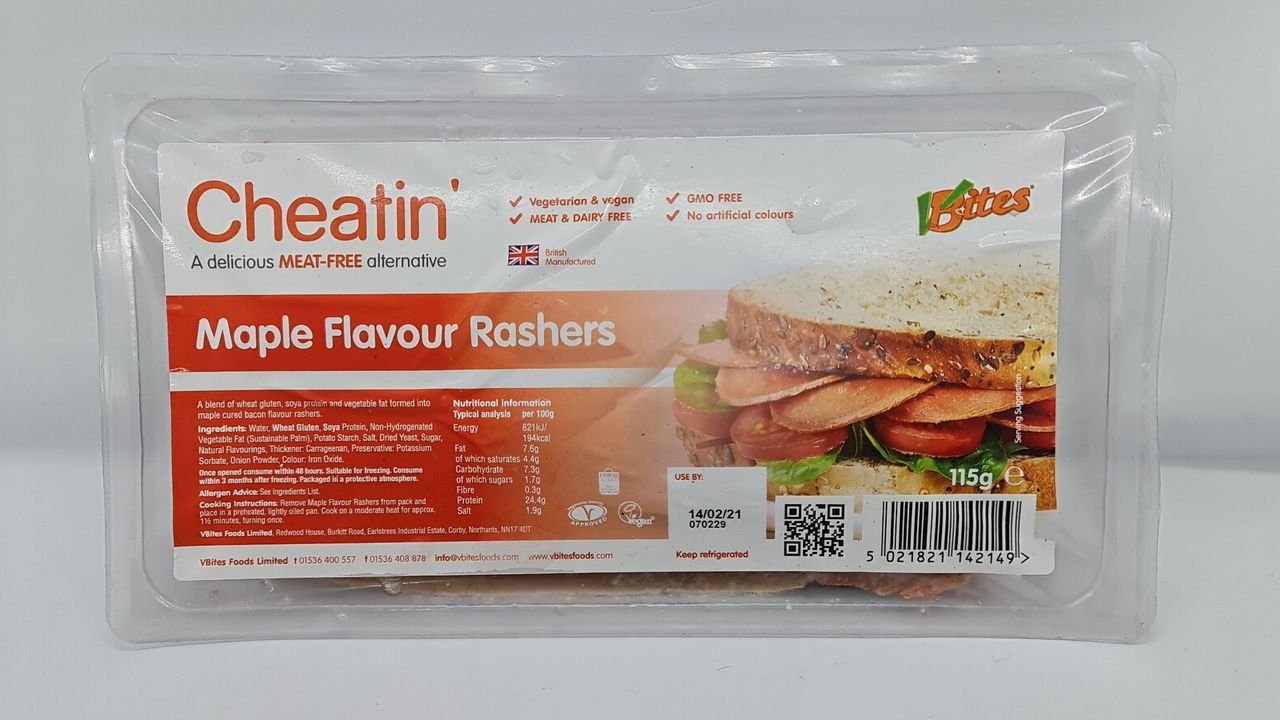 Cheatin'
A delicious MEAT-FREE alternative
Vegetarian & vegan
MEAT & DAIRY FREE
GMO FREE
No artificial colours
British
Manufactured
VBites
Maple Flavour Rashers
A blend of wheat gluten, soya protein and vegetable fat formed into
maple cured bacon flavour rashers.
Ingredients: Water, Wheat Gluten, Soya Protein, Non-Hydrogenated
Vegetable Fat (Sustainable Palm), Potato Starch, Salt, Dried Yeast, Sugar,
Natural Flavourings, Thickener: Carrageenan, Preservative: Potassium
Sorbate, Onion Powder, Colour: Iron Oxide.
Once opened consume within 48 hours. Suitable for freezing. Consume
within 3 months after freezing. Packaged in a protective atmosphere.
Allergen Advice: See Ingredients List.
Cooking Instructions: Remove Maple Flavour Rashers from pack and
place in a preheated, lightly oiled pan. Cook on a moderate heat for approx.
1½ minutes, turning once.
VBites Foods Limited, Redwood House, Burkitt Road, Earlstrees Industrial Estate, Corby, Northants, NN17 4DT
Nutritional information
Typical analysis per 100g
Energy 821kJ/
194kcal
Fat 7.6g
of which saturates 4.4g
Carbohydrate 7.3g
of which sugars 1.7g
Fibre 0.3g
Protein 24.4g
Salt 1.9g
APPROVED
Vegan
Serving Suggestion
115g e
USE BY:
14/02/21
070229
Keep refrigerated
5 021821 142149 >
VBites Foods Limited t 01536 400 557 f 01536 408 878 info@vbitesfoods.com www.vbitesfoods.com